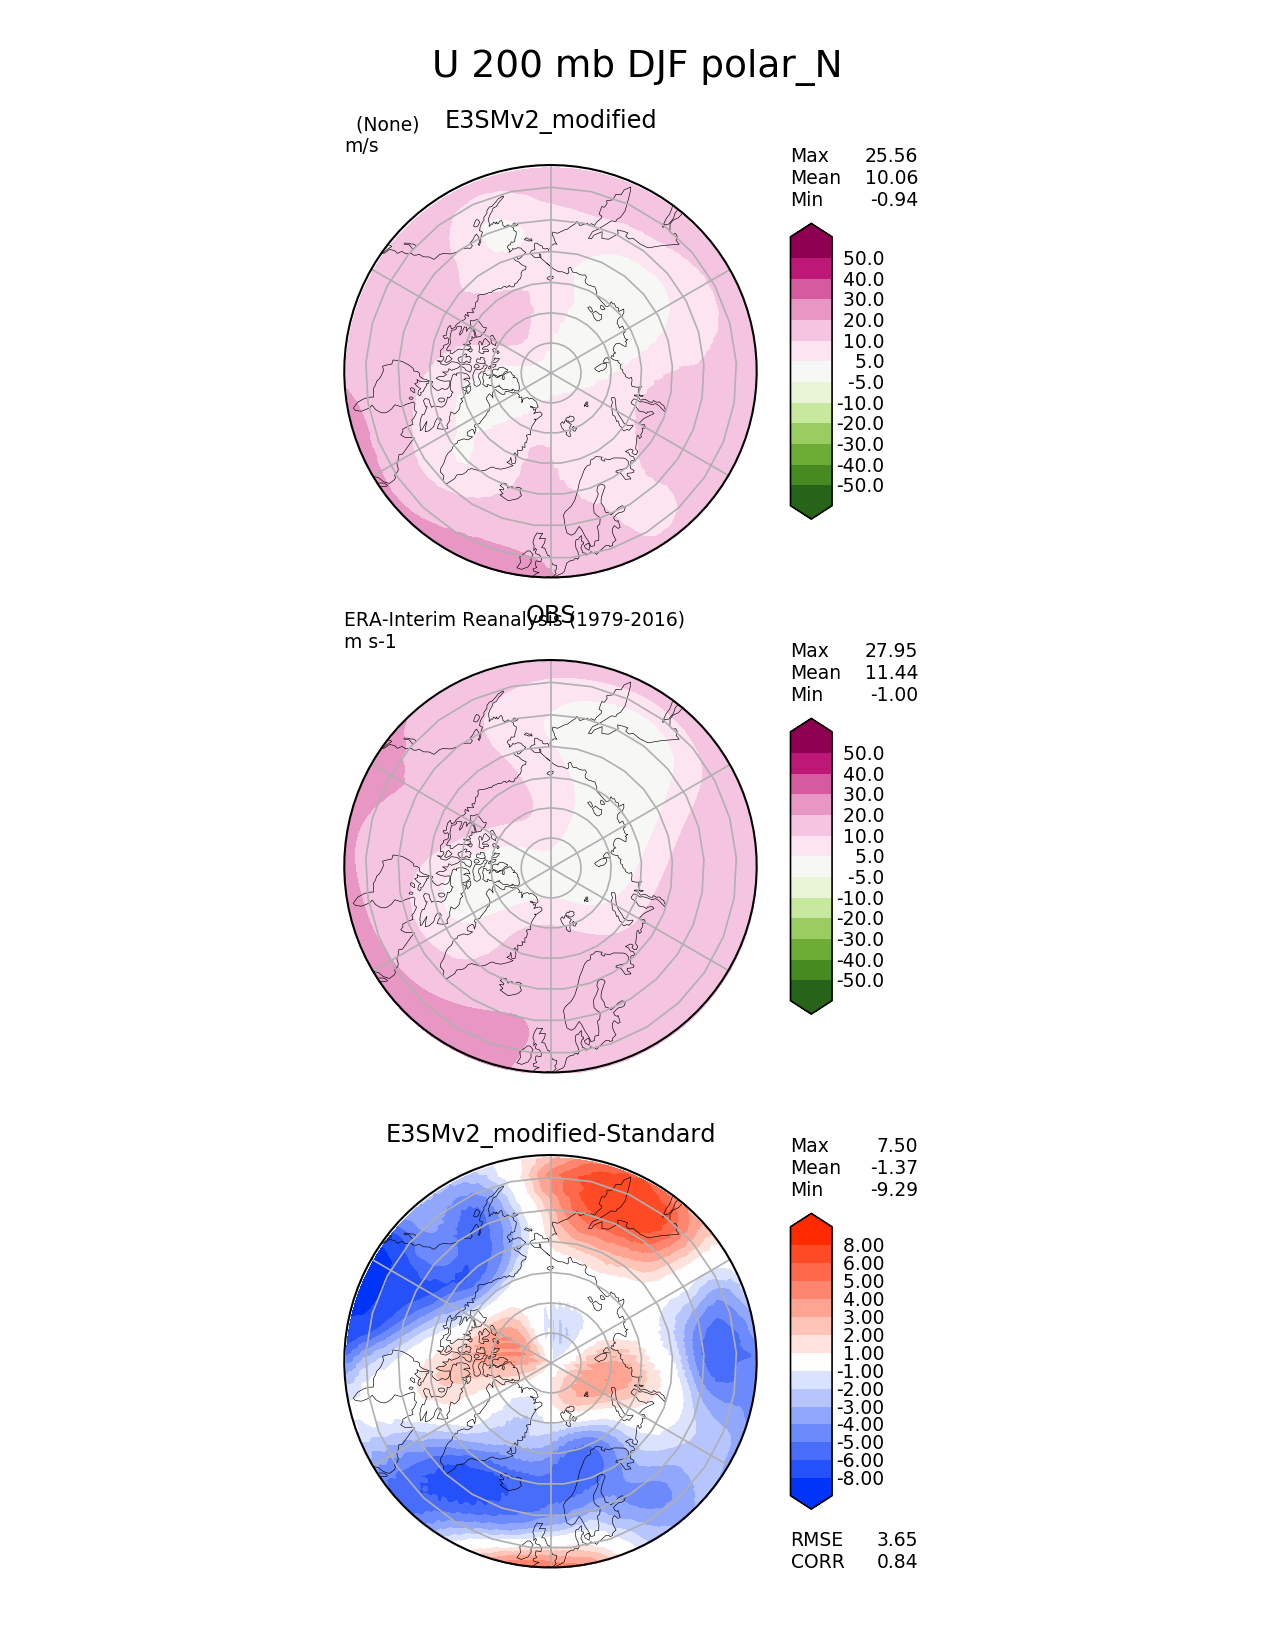 U 200 mb DJF polar_N
(None) E3SMv2_modified
m/s
Max 25.56
Mean 10.06
Min -0.94
50.0
40.0
30.0
20.0
10.0
5.0
-5.0
-10.0
-20.0
-30.0
-40.0
-50.0
OBS
ERA-Interim Reanalysis (1979-2016)
m s-1
Max 27.95
Mean 11.44
Min -1.00
50.0
40.0
30.0
20.0
10.0
5.0
-5.0
-10.0
-20.0
-30.0
-40.0
-50.0
E3SMv2_modified-Standard
Max 7.50
Mean -1.37
Min -9.29
8.00
6.00
5.00
4.00
3.00
2.00
1.00
-1.00
-2.00
-3.00
-4.00
-5.00
-6.00
-8.00
RMSE 3.65
CORR 0.84